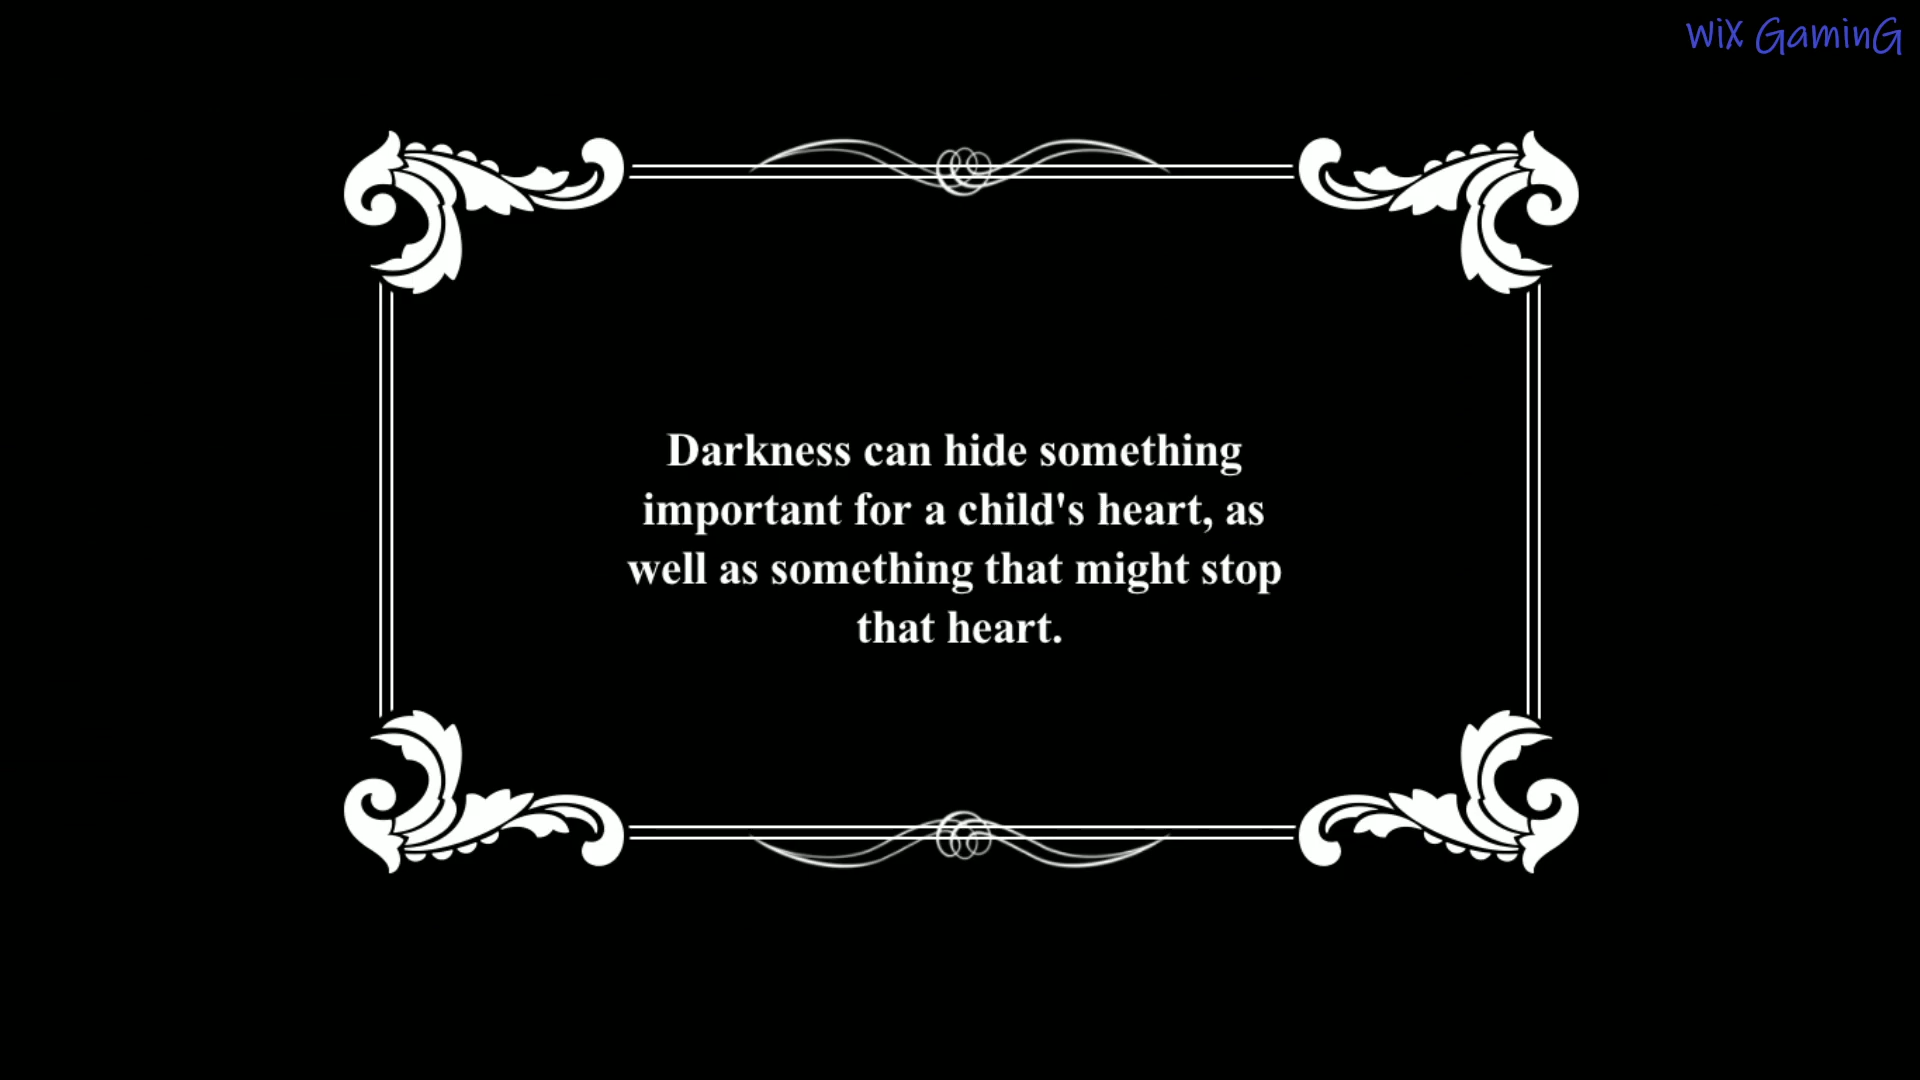 WiX GaminG
Darkness can hide something
important for a child's heart, as
well as something that might stop
that heart.